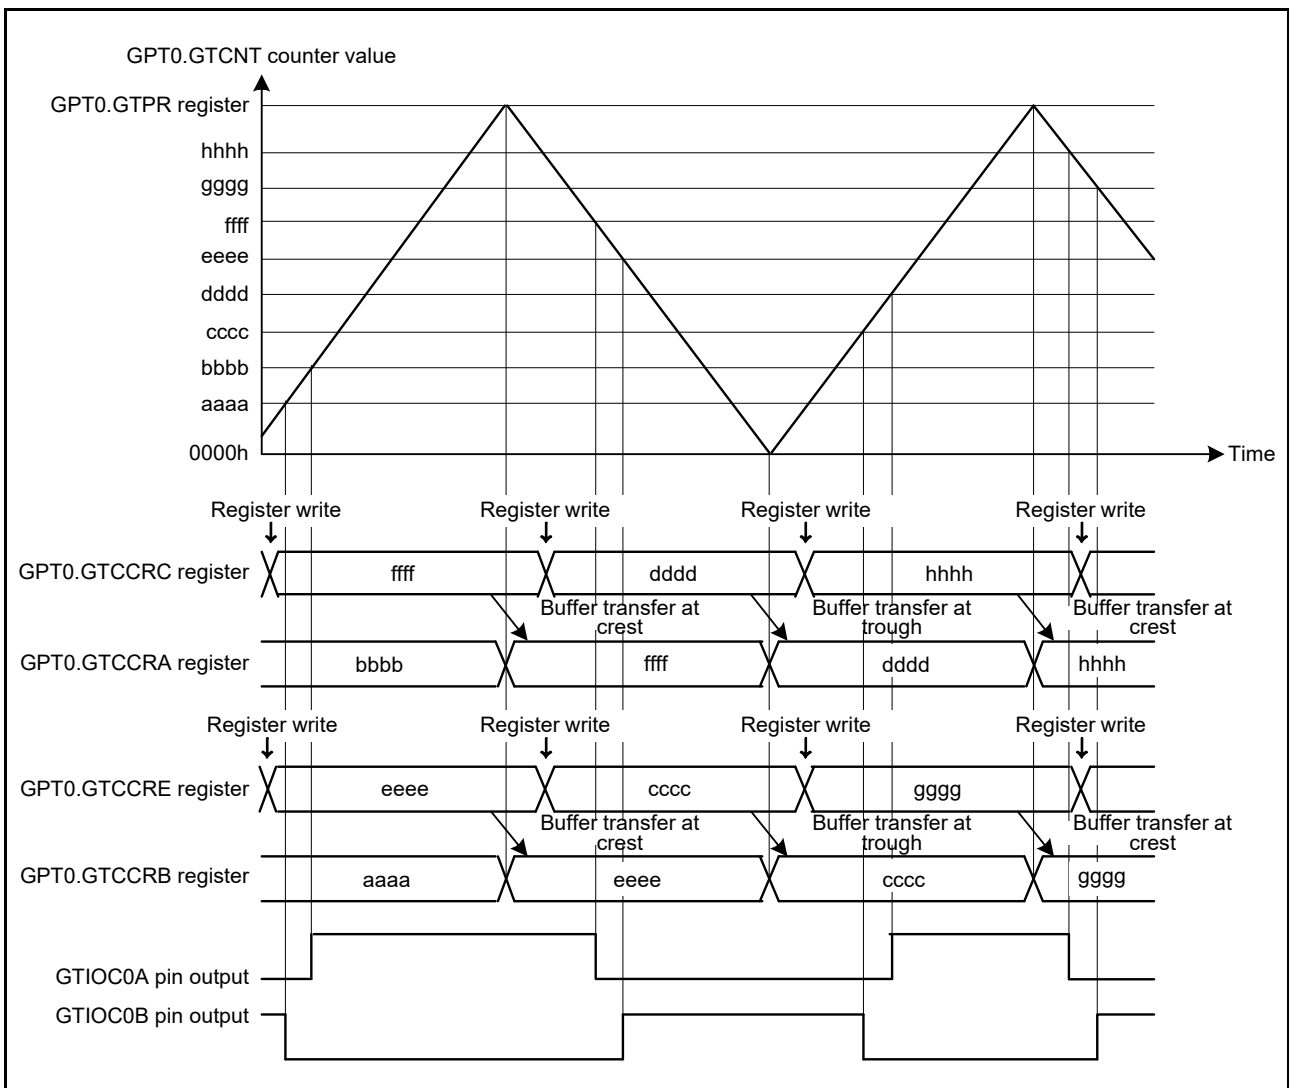 GPT0.GTCNT counter value
GPT0.GTPR register
hhhh
gggg
ffff
eeee
dddd
cccc
bbbb
aaaa
0000h
Time
Register write Register write Register write Register write
GPT0.GTCCRC register ffff dddd hhhh
Buffer transfer at crest Buffer transfer at trough Buffer transfer at crest
GPT0.GTCCRA register bbbb ffff dddd hhhh
Register write Register write Register write Register write
GPT0.GTCCRE register eeee cccc gggg
Buffer transfer at crest Buffer transfer at trough Buffer transfer at crest
GPT0.GTCCRB register aaaa eeee cccc gggg
GTIOC0A pin output
GTIOC0B pin output